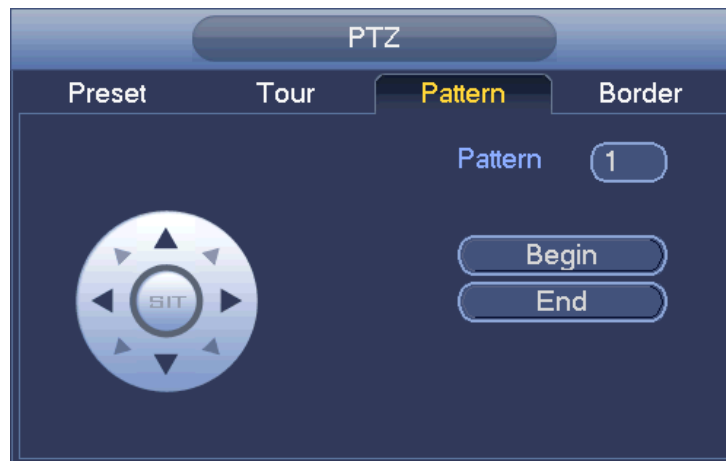 PTZ
Preset Tour Pattern Border
Pattern 1
Begin
SIT
End